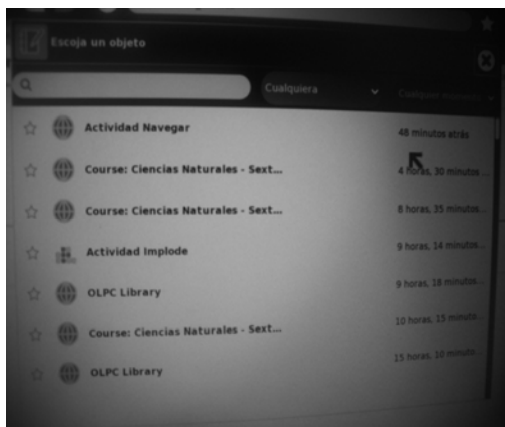 Escoja un objeto
Cualquiera
Actividad Navegar 48 minutos atrás
Course: Ciencias Naturales - Sext... 4 horas, 30 minutos ...
Course: Ciencias Naturales - Sext... 8 horas, 35 minutos ...
Actividad Implode 9 horas, 14 minutos...
OLPC Library 9 horas, 18 minutos...
Course: Ciencias Naturales - Sext... 10 horas, 15 minuto...
OLPC Library 15 horas, 10 minuto...